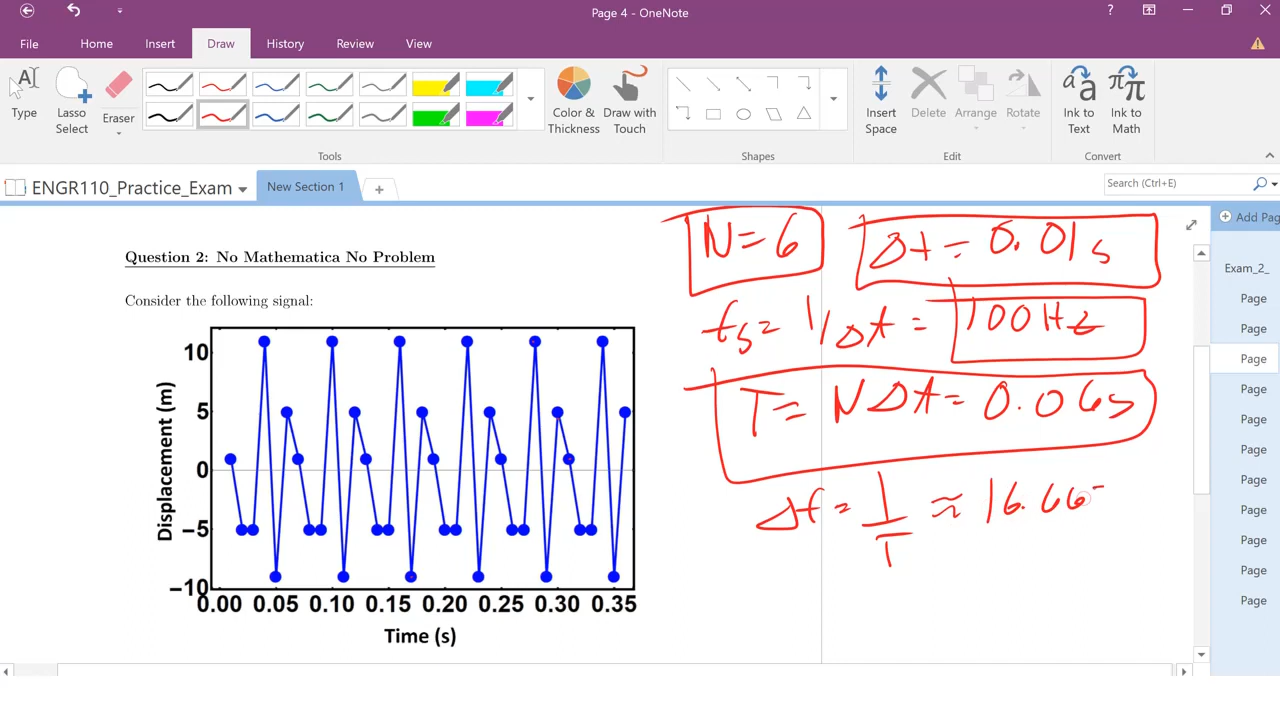 Page 4 - OneNote
?
File
Home
Insert
Draw
History
Review
View
Type
Lasso Select
Eraser
Color & Thickness
Draw with Touch
Insert Space
Delete
Arrange
Rotate
Ink to Text
Ink to Math
Tools
Shapes
Edit
Convert
ENGR110_Practice_Exam
New Section 1
+
Search (Ctrl+E)
Add Pag
Exam_2_
Page
Page
Page
Page
Page
Page
Page
Page
Page
Page
Page
Question 2: No Mathematica No Problem
Consider the following signal:
Displacement (m)
10
5
0
−5
−10
0.00 0.05 0.10 0.15 0.20 0.25 0.30 0.35
Time (s)
N = 6
Δt = 0.01s
fs = 1/Δt = 100Hz
T = NΔt = 0.06s
Δf = 1/T ≈ 16.66